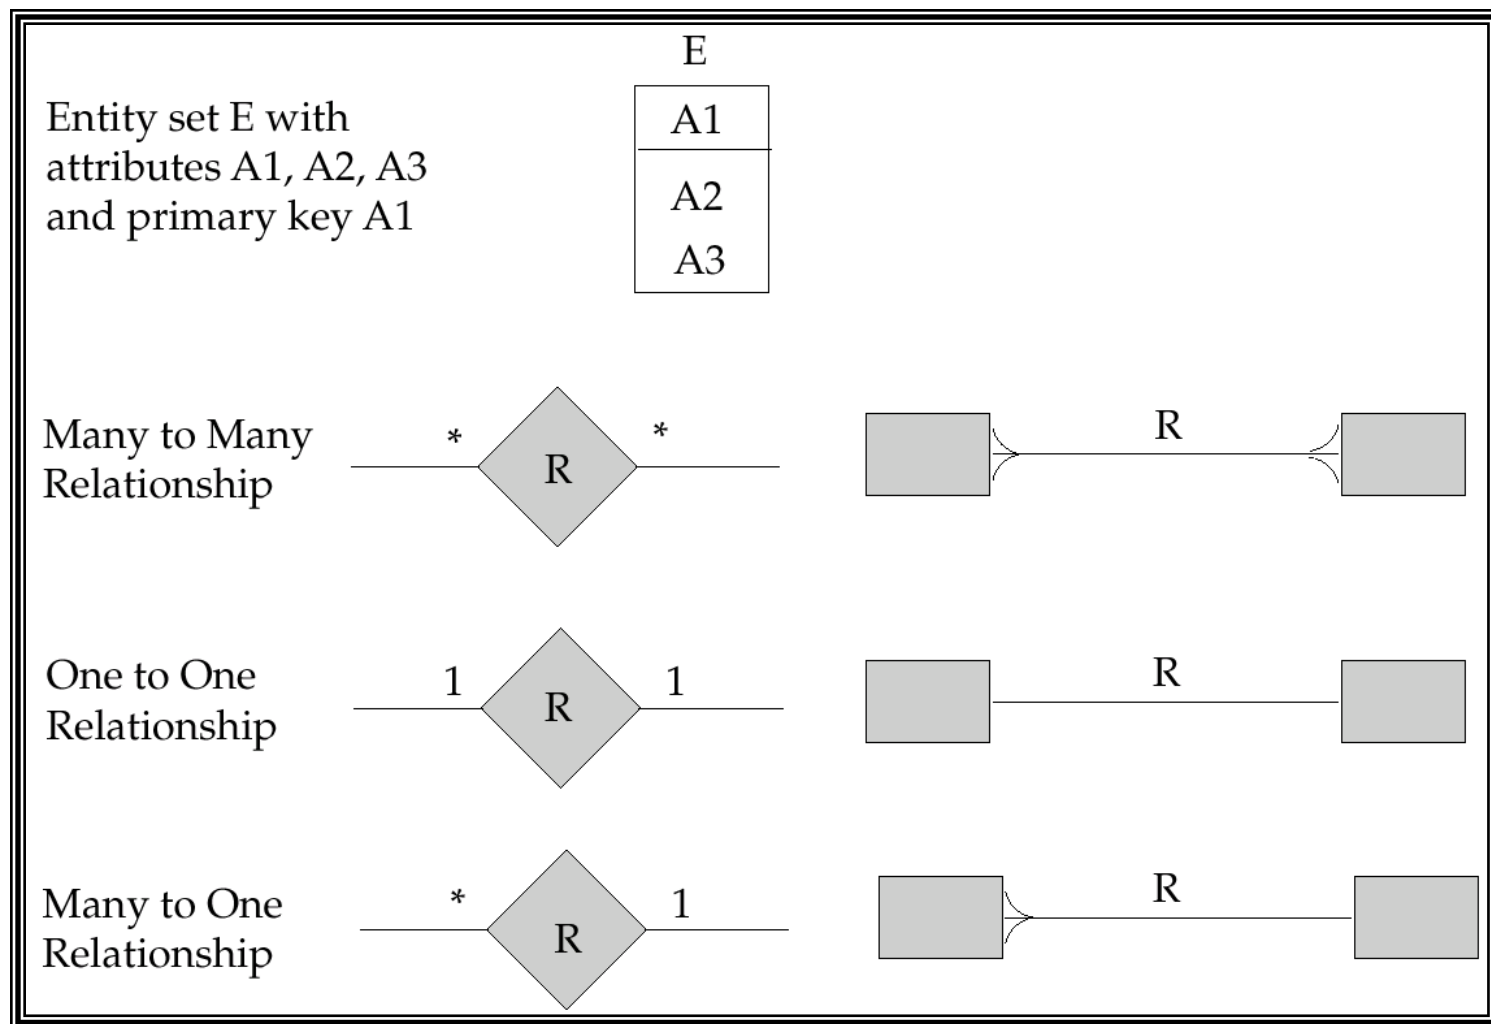 E
Entity set E with
attributes A1, A2, A3
and primary key A1
A1
A2
A3
Many to Many
Relationship
*
R
*
R
One to One
Relationship
1
R
1
R
Many to One
Relationship
*
R
1
R